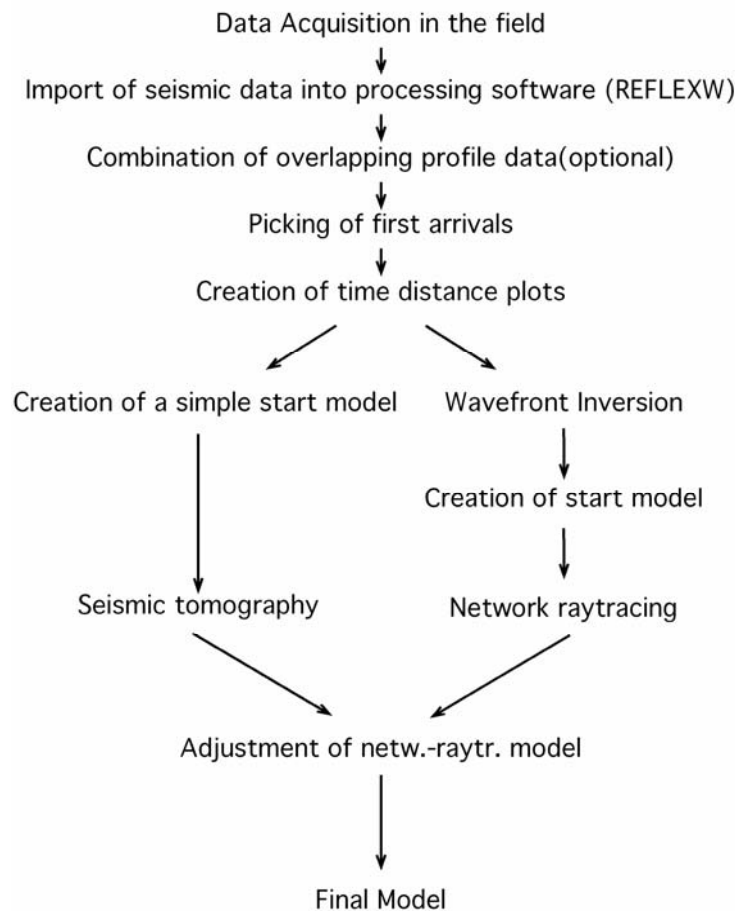 Data Acquisition in the field
Import of seismic data into processing software (REFLEXW)
Combination of overlapping profile data(optional)
Picking of first arrivals
Creation of time distance plots
Creation of a simple start model
Wavefront Inversion
Creation of start model
Seismic tomography
Network raytracing
Adjustment of netw.-raytr. model
Final Model